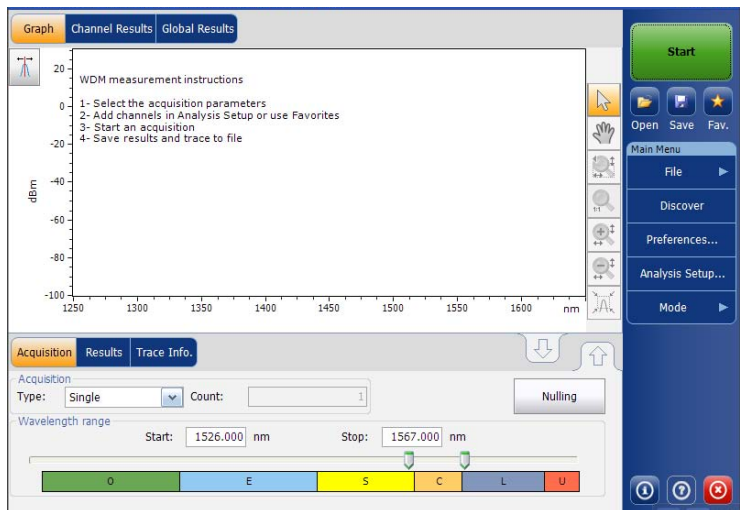 Graph Channel Results Global Results
WDM measurement instructions
1- Select the acquisition parameters
2- Add channels in Analysis Setup or use Favorites
3- Start an acquisition
4- Save results and trace to file
dBm
20
0
-20
-40
-60
-80
-100
1250 1300 1350 1400 1450 1500 1550 1600 nm
1:1
Acquisition Results Trace Info.
Acquisition
Type: Single Count: 1
Nulling
Wavelength range
Start: 1526.000 nm Stop: 1567.000 nm
O E S C L U
Start
Open Save Fav.
Main Menu
File
Discover
Preferences...
Analysis Setup...
Mode